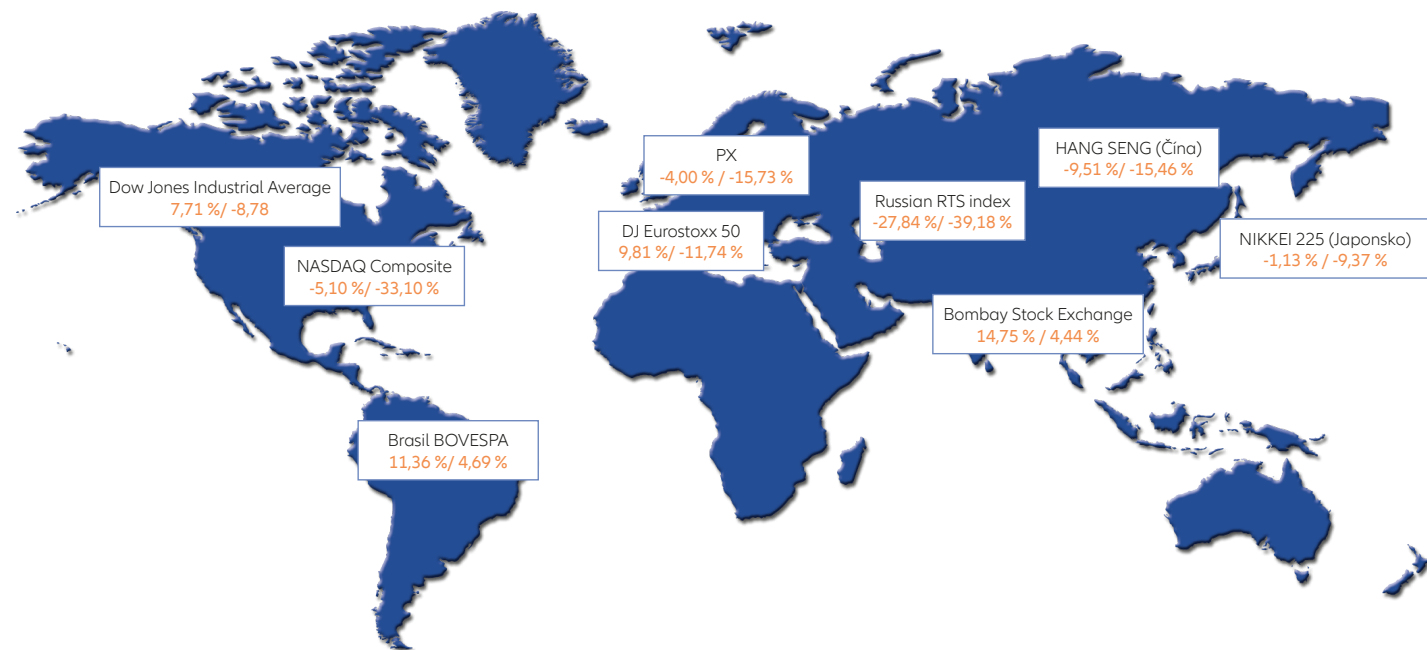 PX
-4,00 % / -15,73 %
HANG SENG (Čína)
-9,51 %/ -15,46 %
Dow Jones Industrial Average
7,71 %/ -8,78
Russian RTS index
-27,84 %/ -39,18 %
DJ Eurostoxx 50
9,81 %/ -11,74 %
NIKKEI 225 (Japonsko)
-1,13 % / -9,37 %
NASDAQ Composite
-5,10 %/ -33,10 %
Bombay Stock Exchange
14,75 % / 4,44 %
Brasil BOVESPA
11,36 %/ 4,69 %